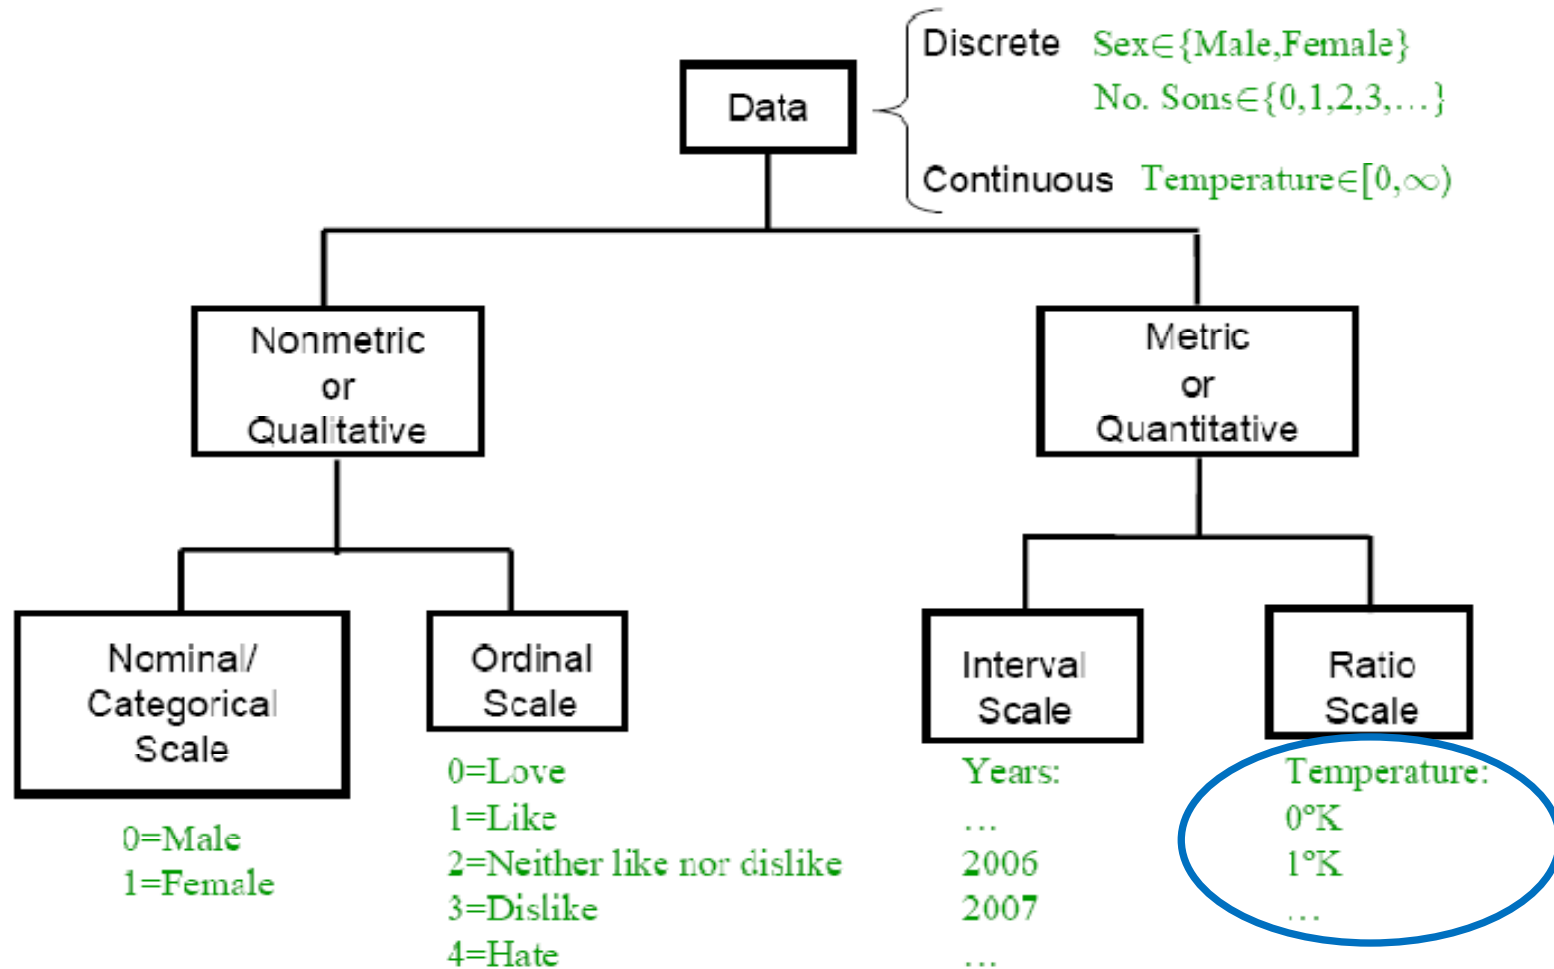 Data
Discrete Sex∈{Male,Female}
No. Sons∈{0,1,2,3,…}
Continuous Temperature∈[0,∞)
Nonmetric
or
Qualitative
Metric
or
Quantitative
Nominal/
Categorical
Scale
0=Male
1=Female
Ordinal
Scale
0=Love
1=Like
2=Neither like nor dislike
3=Dislike
4=Hate
Interval
Scale
Years:
…
2006
2007
…
Ratio
Scale
Temperature:
0ºK
1ºK
…